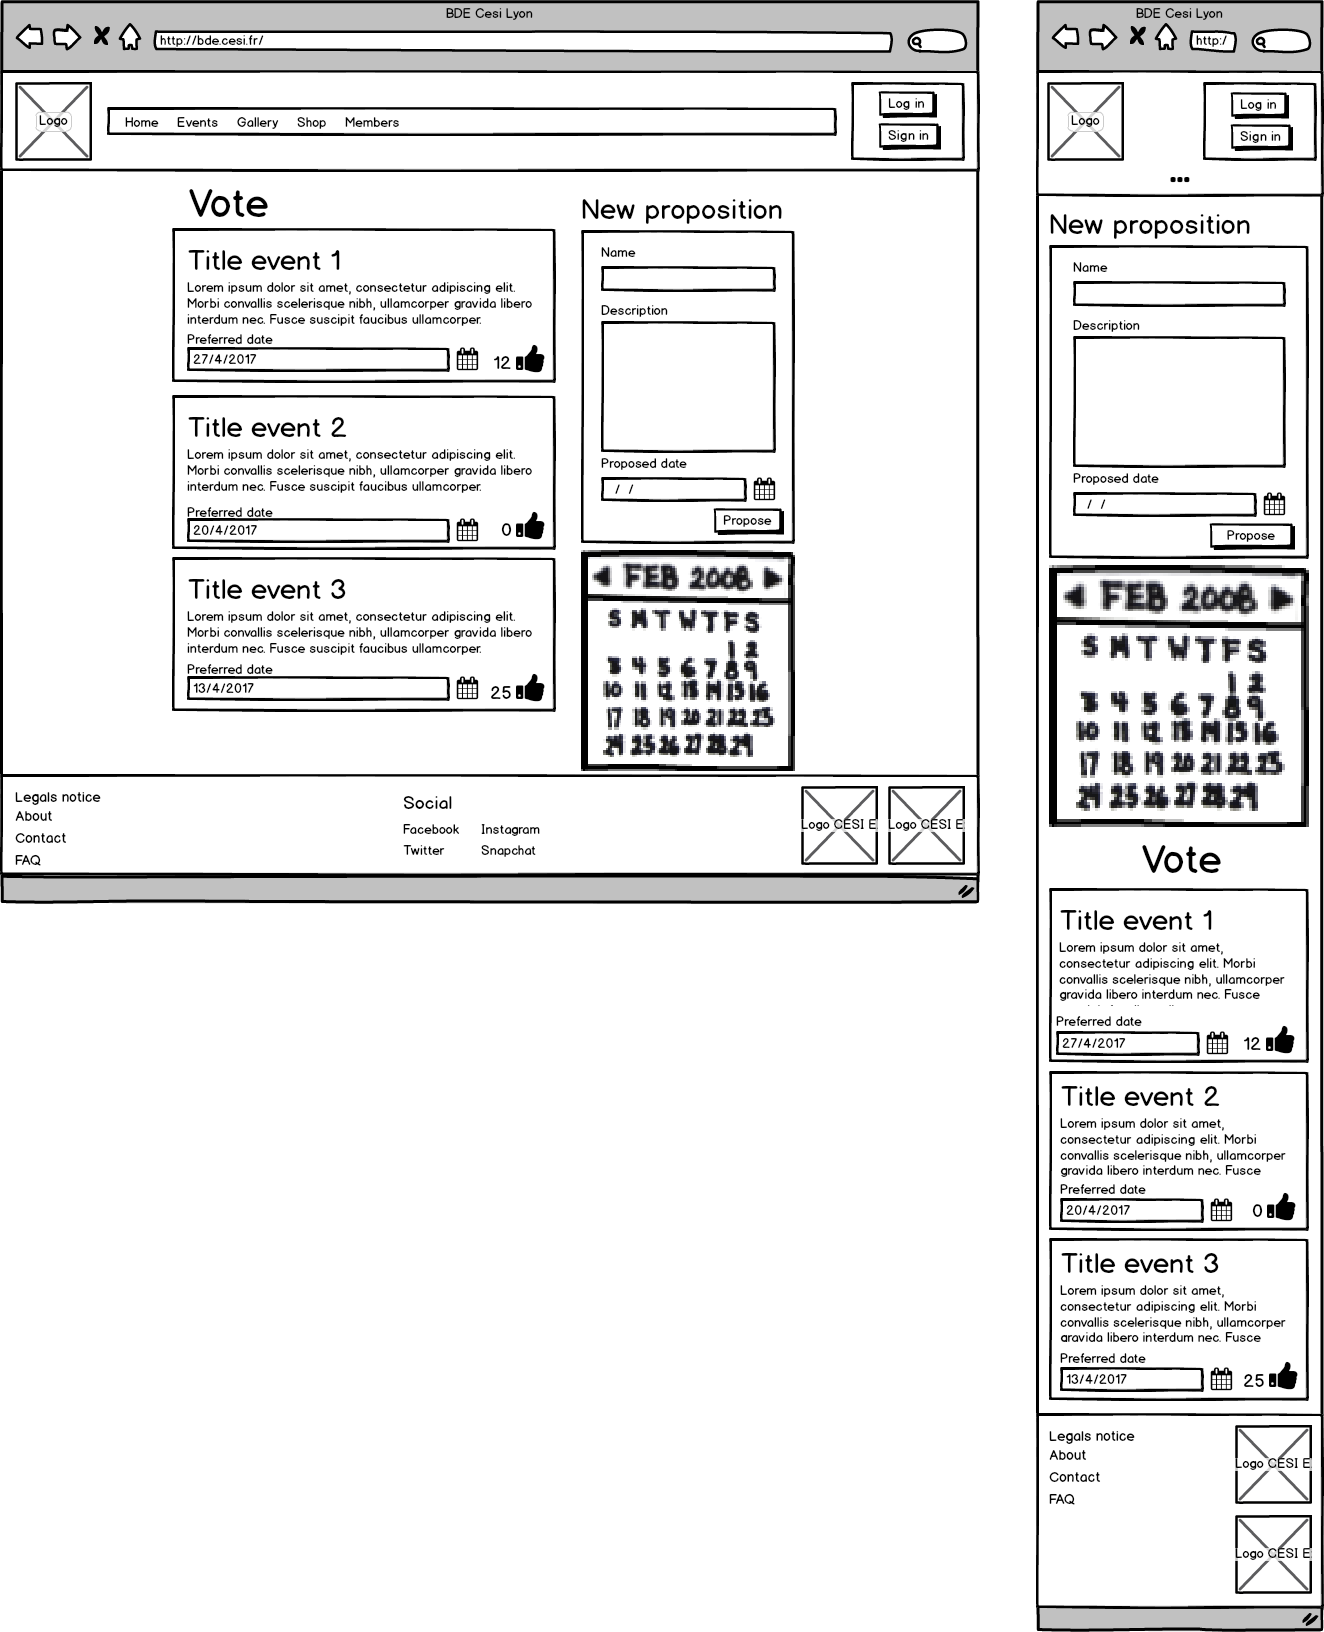 BDE Cesi Lyon
http://bde.cesi.fr/
Logo
Home Events Gallery Shop Members
Log in
Sign in
Vote
Title event 1
Lorem ipsum dolor sit amet, consectetur adipiscing elit.
Morbi convallis scelerisque nibh, ullamcorper gravida libero
interdum nec. Fusce suscipit faucibus ullamcorper.
Preferred date
27/4/2017
12
Title event 2
Lorem ipsum dolor sit amet, consectetur adipiscing elit.
Morbi convallis scelerisque nibh, ullamcorper gravida libero
interdum nec. Fusce suscipit faucibus ullamcorper.
Preferred date
20/4/2017
0
Title event 3
Lorem ipsum dolor sit amet, consectetur adipiscing elit.
Morbi convallis scelerisque nibh, ullamcorper gravida libero
interdum nec. Fusce suscipit faucibus ullamcorper.
Preferred date
13/4/2017
25
New proposition
Name
Description
Proposed date
/ /
Propose
FEB 2008
S M T W T F S
1 2
3 4 5 6 7 8 9
10 11 12 13 14 15 16
17 18 19 20 21 22 23
24 25 26 27 28 29
Legals notice
About
Contact
FAQ
Social
Facebook Instagram
Twitter Snapchat
Logo CESI E
Logo CESI E
BDE Cesi Lyon
http:/
Logo
Log in
Sign in
...
New proposition
Name
Description
Proposed date
/ /
Propose
FEB 2008
S M T W T F S
1 2
3 4 5 6 7 8 9
10 11 12 13 14 15 16
17 18 19 20 21 22 23
24 25 26 27 28 29
Vote
Title event 1
Lorem ipsum dolor sit amet,
consectetur adipiscing elit. Morbi
convallis scelerisque nibh, ullamcorper
gravida libero interdum nec. Fusce
Preferred date
27/4/2017
12
Title event 2
Lorem ipsum dolor sit amet,
consectetur adipiscing elit. Morbi
convallis scelerisque nibh, ullamcorper
gravida libero interdum nec. Fusce
Preferred date
20/4/2017
0
Title event 3
Lorem ipsum dolor sit amet,
consectetur adipiscing elit. Morbi
convallis scelerisque nibh, ullamcorper
gravida libero interdum nec. Fusce
Preferred date
13/4/2017
25
Legals notice
About
Contact
FAQ
Logo CESI E
Logo CESI E